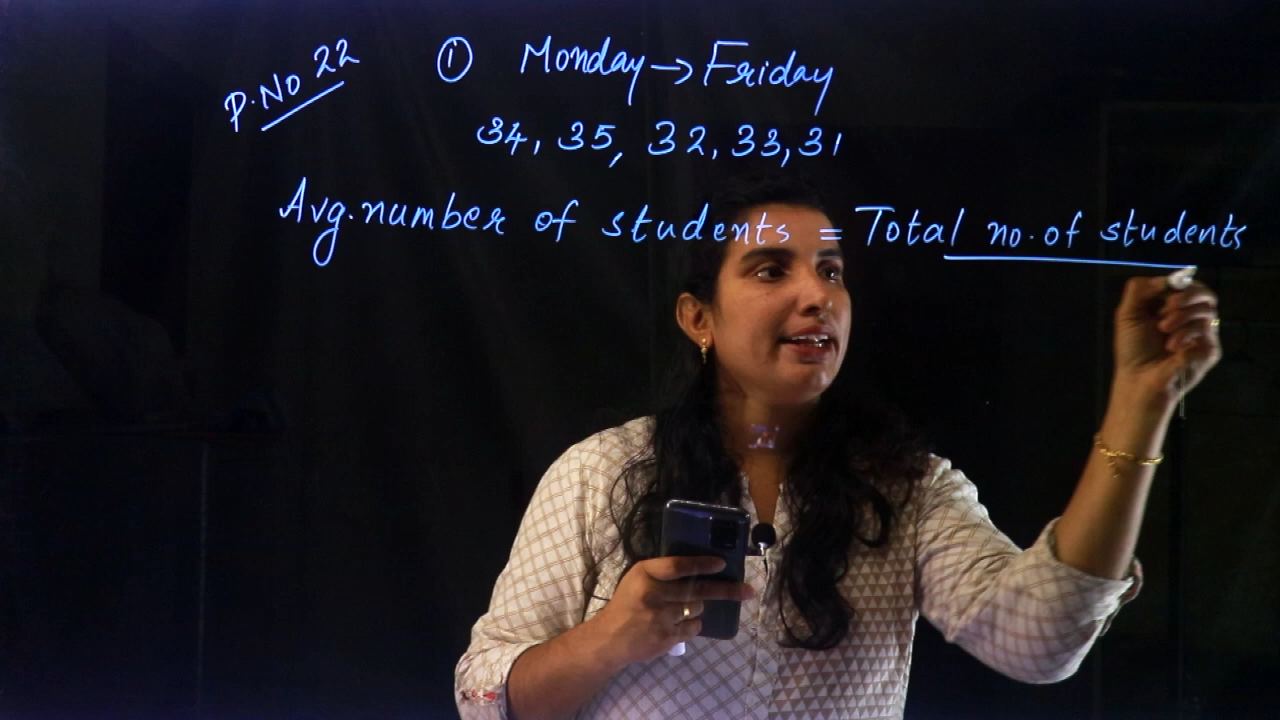 P.No 22
① Monday → Friday
34, 35, 32, 33, 31
Avg. number of students = Total no. of students